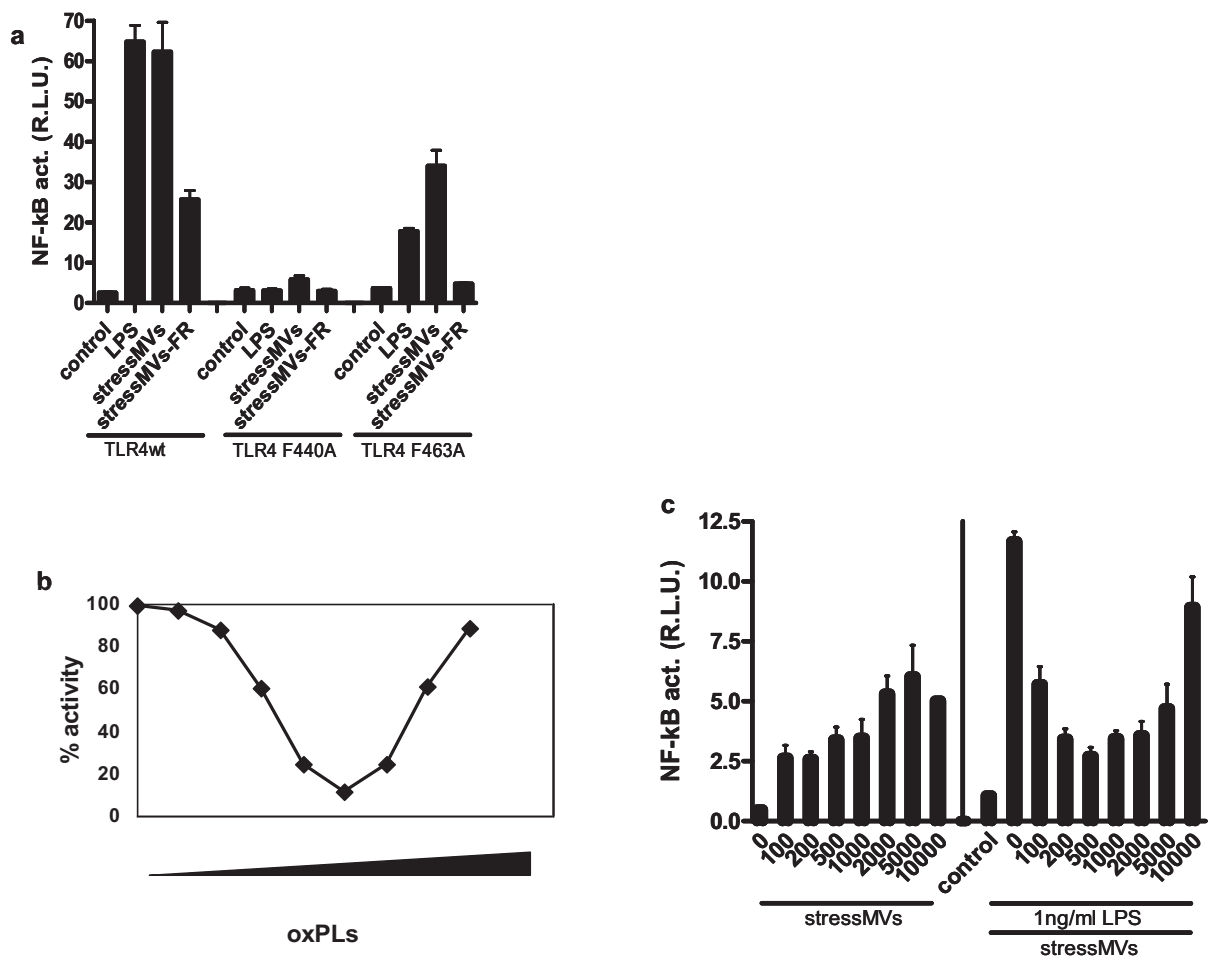 a
NF-kB act. (R.L.U.)
70
60
50
40
30
20
10
0
control
LPS
stressMVs
stressMVs-FR
control
LPS
stressMVs
stressMVs-FR
control
LPS
stressMVs
stressMVs-FR
TLR4wt
TLR4 F440A
TLR4 F463A
b
% activity
100
80
60
40
20
0
oxPLs
c
NF-kB act. (R.L.U.)
12.5
10.0
7.5
5.0
2.5
0.0
0
100
200
500
1000
2000
5000
10000
control
0
100
200
500
1000
2000
5000
10000
stressMVs
1ng/ml LPS
stressMVs